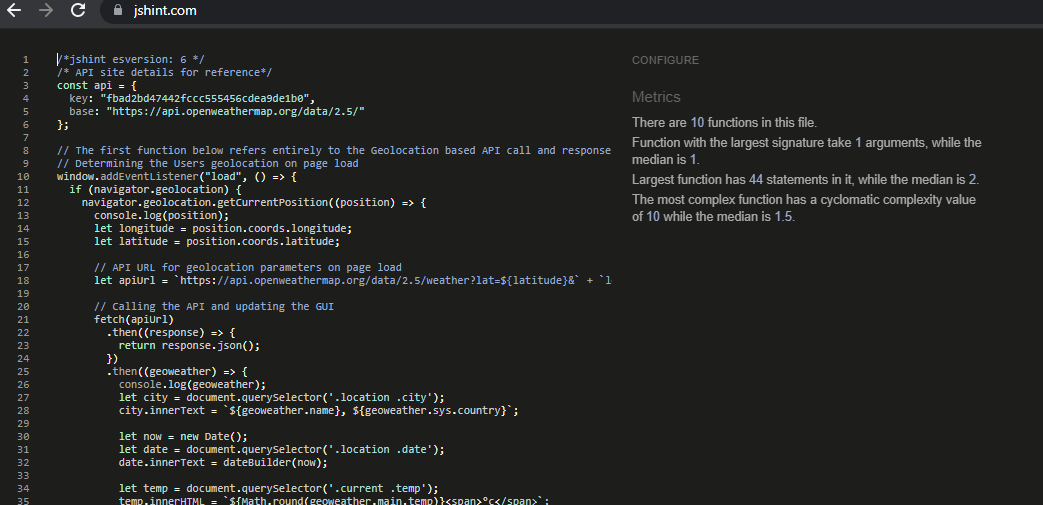 jshint.com
1 /*jshint esversion: 6 */
2 /* API site details for reference*/
3 const api = {
4 key: "fbad2bd47442fccc555456cdea9de1b0",
5 base: "https://api.openweathermap.org/data/2.5/"
6 };
7
8 // The first function below refers entirely to the Geolocation based API call and response
9 // Determining the Users geolocation on page load
10 window.addEventListener("load", () => {
11 if (navigator.geolocation) {
12 navigator.geolocation.getCurrentPosition((position) => {
13 console.log(position);
14 let longitude = position.coords.longitude;
15 let latitude = position.coords.latitude;
16
17 // API URL for geolocation parameters on page load
18 let apiUrl = `https://api.openweathermap.org/data/2.5/weather?lat=${latitude}&` + `l
19
20 // Calling the API and updating the GUI
21 fetch(apiUrl)
22 .then((response) => {
23 return response.json();
24 })
25 .then((geoweather) => {
26 console.log(geoweather);
27 let city = document.querySelector('.location .city');
28 city.innerText = `${geoweather.name}, ${geoweather.sys.country}`;
29
30 let now = new Date();
31 let date = document.querySelector('.location .date');
32 date.innerText = dateBuilder(now);
33
34 let temp = document.querySelector('.current .temp');
35 temp.innerHTML = `${Math.round(geoweather.main.temp)}<span>°c</span>`;
CONFIGURE
Metrics
There are 10 functions in this file.
Function with the largest signature take 1 arguments, while the
median is 1.
Largest function has 44 statements in it, while the median is 2.
The most complex function has a cyclomatic complexity value
of 10 while the median is 1.5.